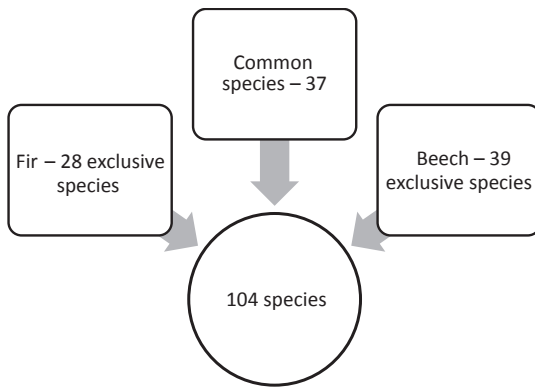 Common
species – 37
Fir – 28 exclusive
species
Beech – 39
exclusive species
104 species